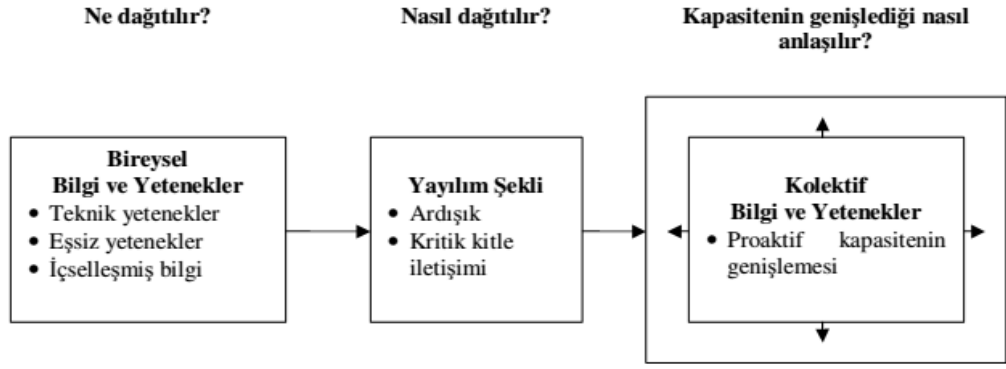 Ne dağıtılır?
Nasıl dağıtılır?
Kapasitenin genişlediği nasıl
anlaşılır?
Bireysel
Bilgi ve Yetenekler
• Teknik yetenekler
• Eşsiz yetenekler
• İçselleşmiş bilgi
Yayılım Şekli
• Ardışık
• Kritik kitle
iletişimi
Kolektif
Bilgi ve Yetenekler
• Proaktif kapasitenin
genişlemesi